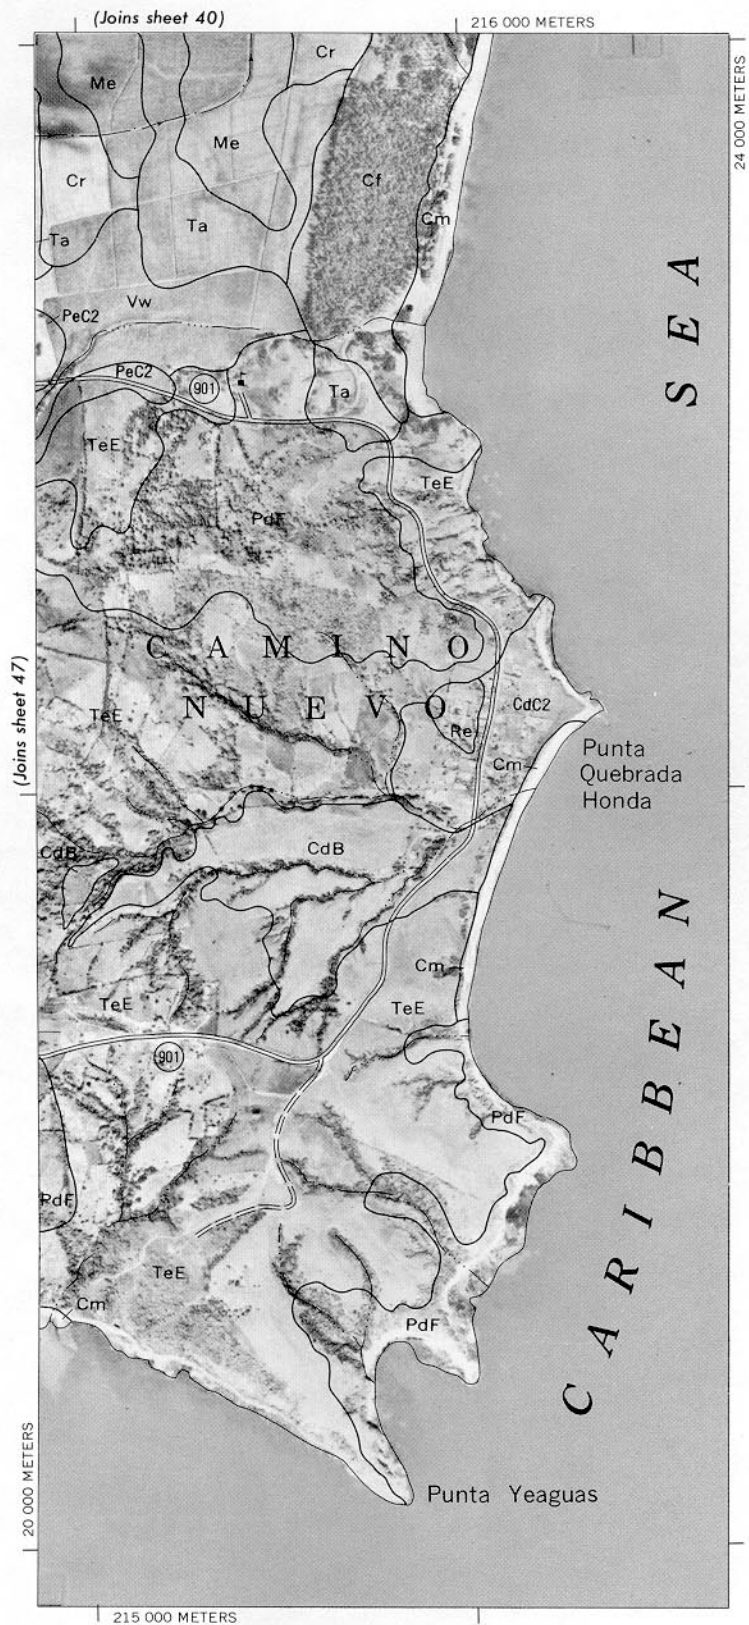 (Joins sheet 40)
216 000 METERS
24 000 METERS
Cr
Me
Me
Cf
Cr
Cm
Ta
Ta
SEA
Vw
PeC2
PeC2
901
Ta
TeE
TeE
PdF
CAMINO
NUEVO
(Joins sheet 47)
TeE
CdC2
Re
Cm
Punta
Quebrada
Honda
CdB
CdB
CARIBBEAN
Cm
TeE
TeE
901
PdF
PdF
TeE
Cm
PdF
20 000 METERS
Punta Yeaguas
215 000 METERS